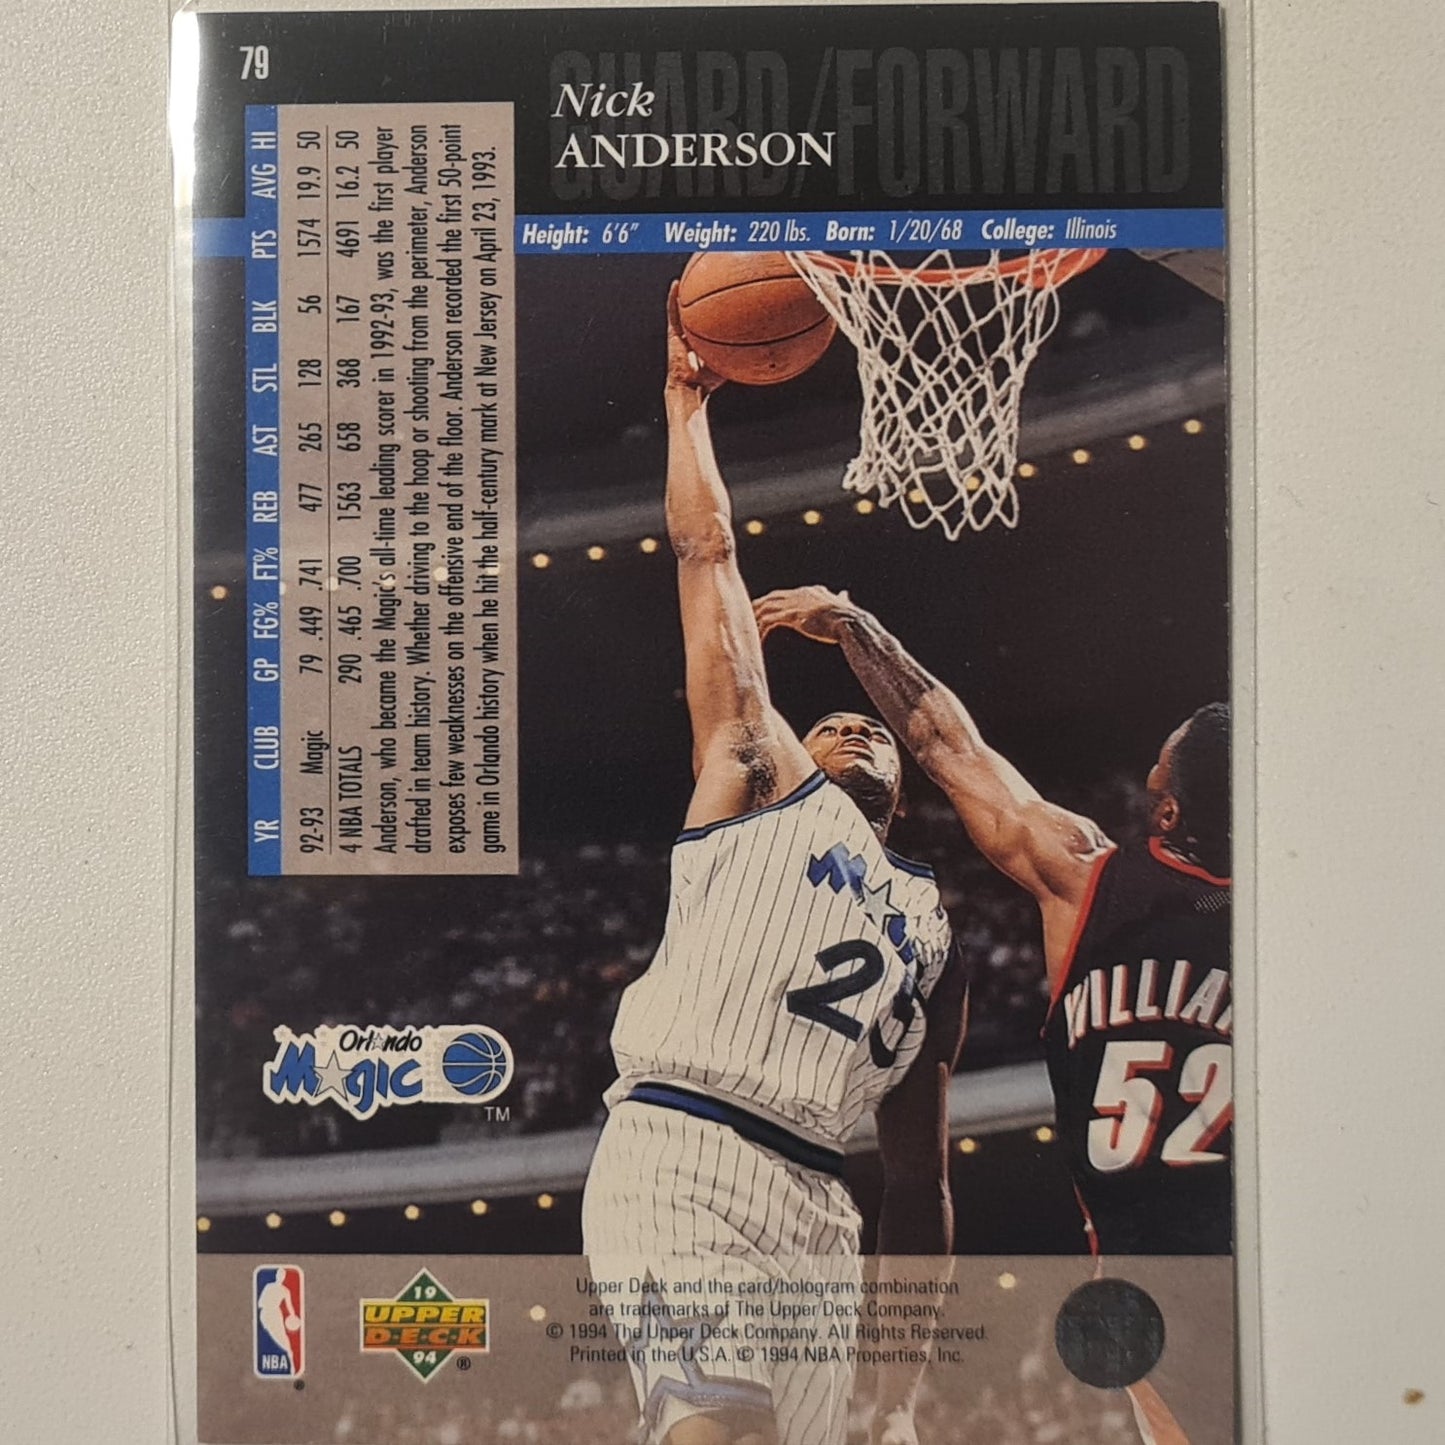 79
GUARD/FORWARD
Nick
ANDERSON
Height: 6'6" Weight: 220 lbs. Born: 1/20/68 College: Illinois
YR CLUB GP FG% FT% REB AST STL BLK PTS AVG HI
92-93 Magic 79 .449 .741 477 265 128 56 1574 19.9 50
4 NBA TOTALS 290 .465 .700 1563 658 368 167 4691 16.2 50
Anderson, who became the Magic's all-time leading scorer in 1992-93, was the first player
drafted in team history. Whether driving to the hoop or shooting from the perimeter, Anderson
exposes few weaknesses on the offensive end of the floor. Anderson recorded the first 50-point
game in Orlando history when he hit the half-century mark at New Jersey on April 23, 1993.
WILLIA
52
25
Orlando
Magic
TM
NBA
®
19
UPPER
D·E·C·K
94 ®
Upper Deck and the card/hologram combination
are trademarks of The Upper Deck Company.
© 1994 The Upper Deck Company. All Rights Reserved.
Printed in the U.S.A. © 1994 NBA Properties, Inc.